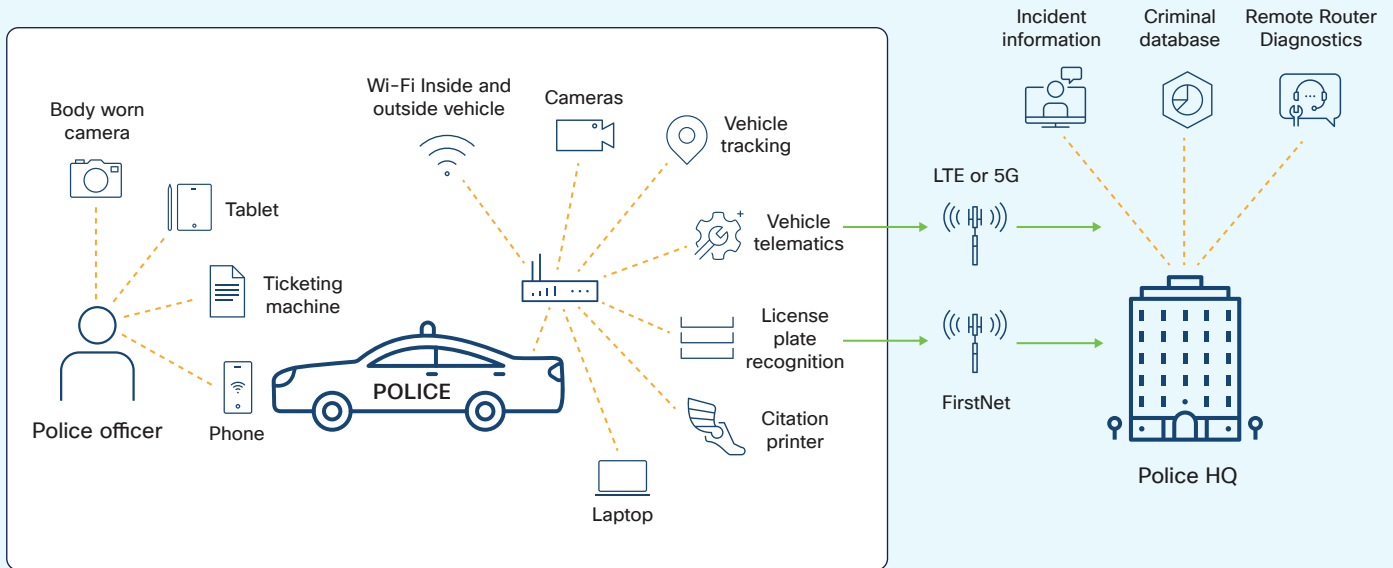 Incident
information
Criminal
database
Remote Router
Diagnostics
Body worn
camera
Wi-Fi Inside and
outside vehicle
Cameras
Vehicle
tracking
Tablet
Vehicle
telematics
LTE or 5G
Ticketing
machine
License
plate
recognition
POLICE
FirstNet
Police officer
Phone
Citation
printer
Laptop
Police HQ